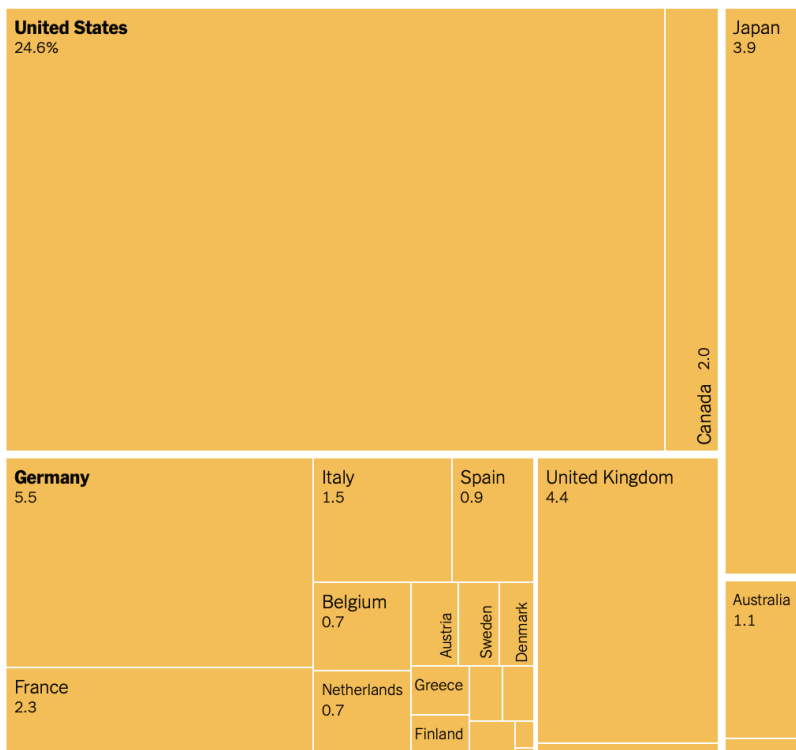 United States
24.6%
Canada 2.0
Japan
3.9
Germany
5.5
Italy
1.5
Spain
0.9
United Kingdom
4.4
Belgium
0.7
Austria
Sweden
Denmark
Australia
1.1
France
2.3
Netherlands
0.7
Greece
Finland